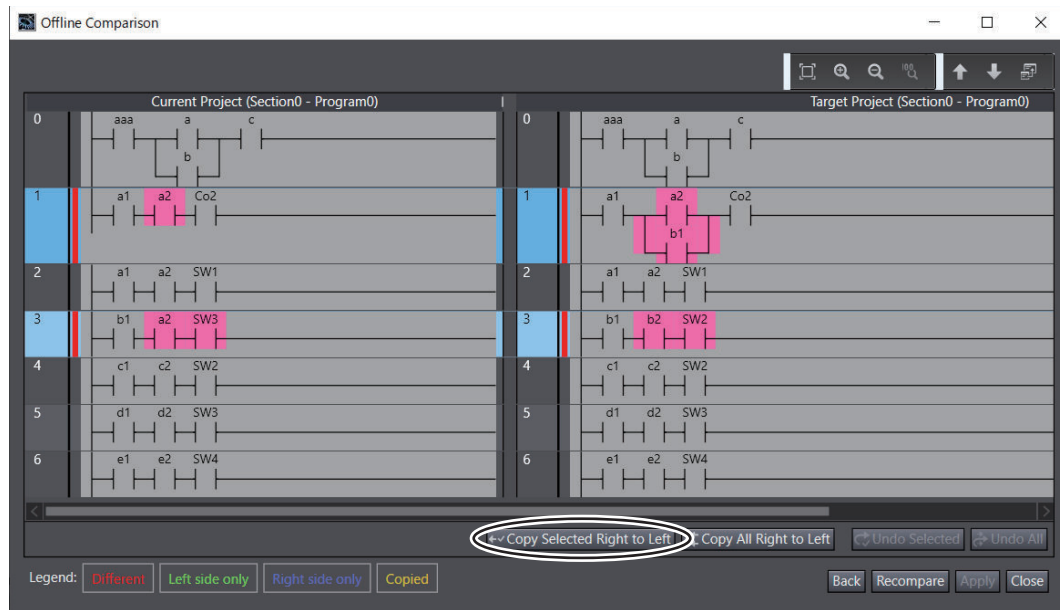 Offline Comparison
100
Current Project (Section0 - Program0)
Target Project (Section0 - Program0)
0 aaa a c
b
0 aaa a c
b
1 a1 a2 Co2
1 a1 a2 Co2
b1
2 a1 a2 SW1
2 a1 a2 SW1
3 b1 a2 SW3
3 b1 b2 SW2
4 c1 c2 SW2
4 c1 c2 SW2
5 d1 d2 SW3
5 d1 d2 SW3
6 e1 e2 SW4
6 e1 e2 SW4
Copy Selected Right to Left Copy All Right to Left Undo Selected Undo All
Legend: Different Left side only Right side only Copied Back Recompare Apply Close